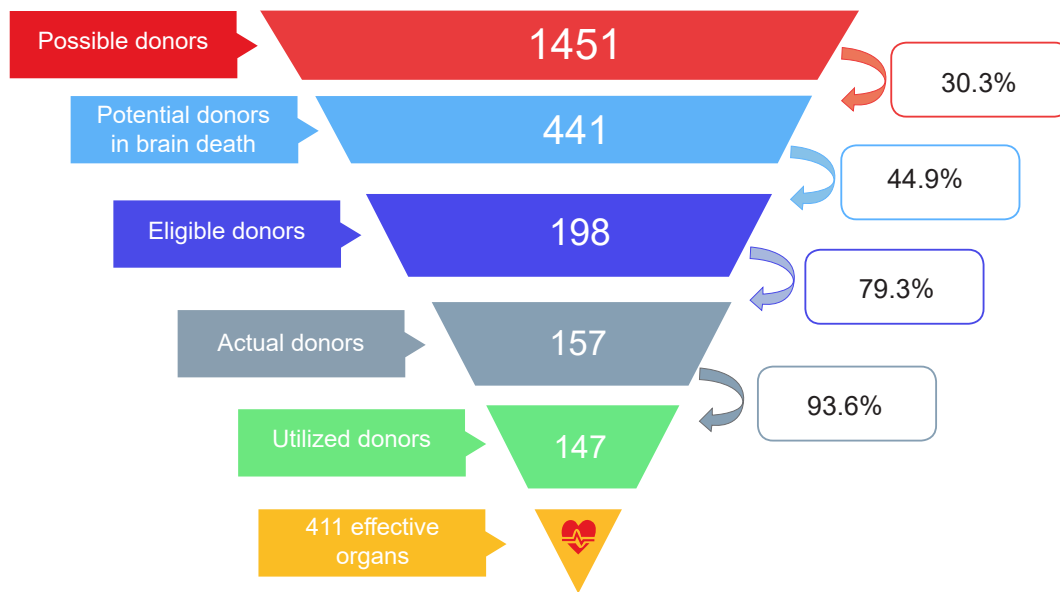 Possible donors
1451
30.3%
Potential donors
in brain death
441
44.9%
Eligible donors
198
79.3%
Actual donors
157
93.6%
Utilized donors
147
411 effective
organs